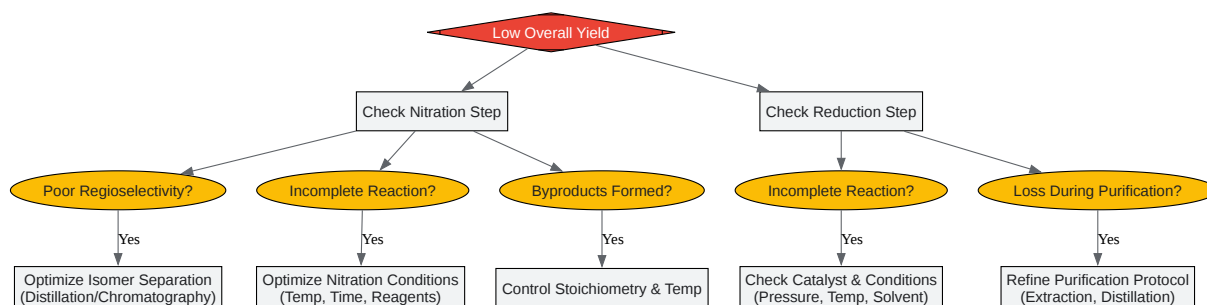 Low Overall Yield
Check Nitration Step
Check Reduction Step
Poor Regioselectivity?
Incomplete Reaction?
Byproducts Formed?
Incomplete Reaction?
Loss During Purification?
Yes
Yes
Yes
Yes
Yes
Optimize Isomer Separation
(Distillation/Chromatography)
Optimize Nitration Conditions
(Temp, Time, Reagents)
Control Stoichiometry & Temp
Check Catalyst & Conditions
(Pressure, Temp, Solvent)
Refine Purification Protocol
(Extraction, Distillation)